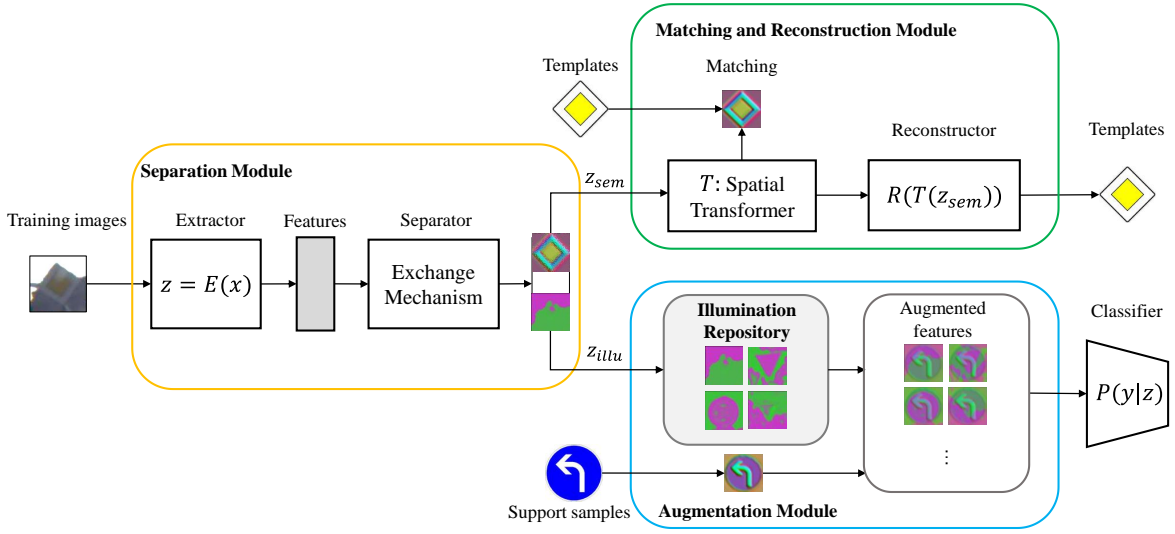 Matching and Reconstruction Module
Templates
Matching
Reconstructor
Templates
Separation Module
z_sem
T: Spatial
Transformer
R(T(z_sem))
Training images
Extractor
Features
Separator
z = E(x)
Exchange
Mechanism
z_illu
Illumination
Repository
Augmented
features
⋮
Classifier
P(y|z)
Support samples
Augmentation Module